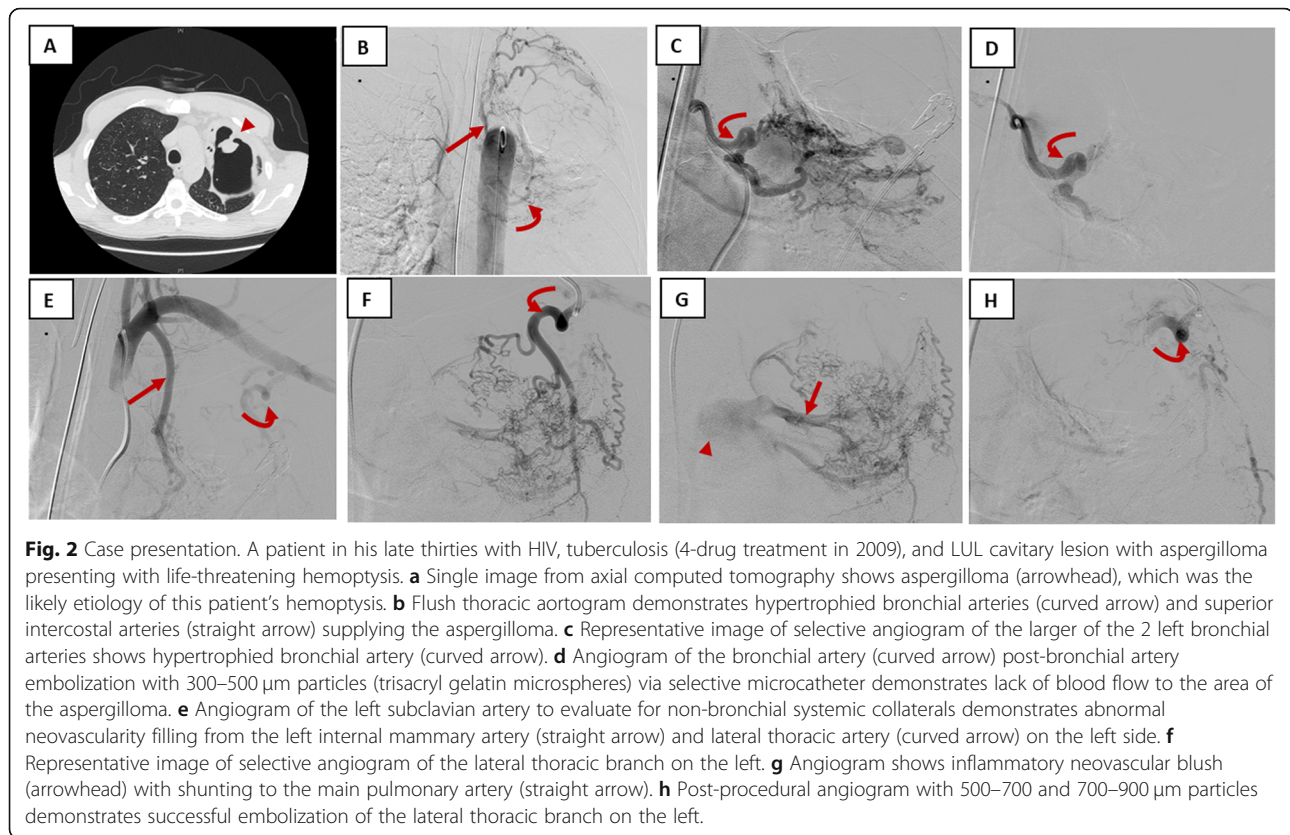 A
B
C
D
E
F
G
H
Fig. 2 Case presentation. A patient in his late thirties with HIV, tuberculosis (4-drug treatment in 2009), and LUL cavitary lesion with aspergilloma
presenting with life-threatening hemoptysis. a Single image from axial computed tomography shows aspergilloma (arrowhead), which was the
likely etiology of this patient's hemoptysis. b Flush thoracic aortogram demonstrates hypertrophied bronchial arteries (curved arrow) and superior
intercostal arteries (straight arrow) supplying the aspergilloma. c Representative image of selective angiogram of the larger of the 2 left bronchial
arteries shows hypertrophied bronchial artery (curved arrow). d Angiogram of the bronchial artery (curved arrow) post-bronchial artery
embolization with 300–500 μm particles (trisacryl gelatin microspheres) via selective microcatheter demonstrates lack of blood flow to the area of
the aspergilloma. e Angiogram of the left subclavian artery to evaluate for non-bronchial systemic collaterals demonstrates abnormal
neovascularity filling from the left internal mammary artery (straight arrow) and lateral thoracic artery (curved arrow) on the left side. f
Representative image of selective angiogram of the lateral thoracic branch on the left. g Angiogram shows inflammatory neovascular blush
(arrowhead) with shunting to the main pulmonary artery (straight arrow). h Post-procedural angiogram with 500–700 and 700–900 μm particles
demonstrates successful embolization of the lateral thoracic branch on the left.